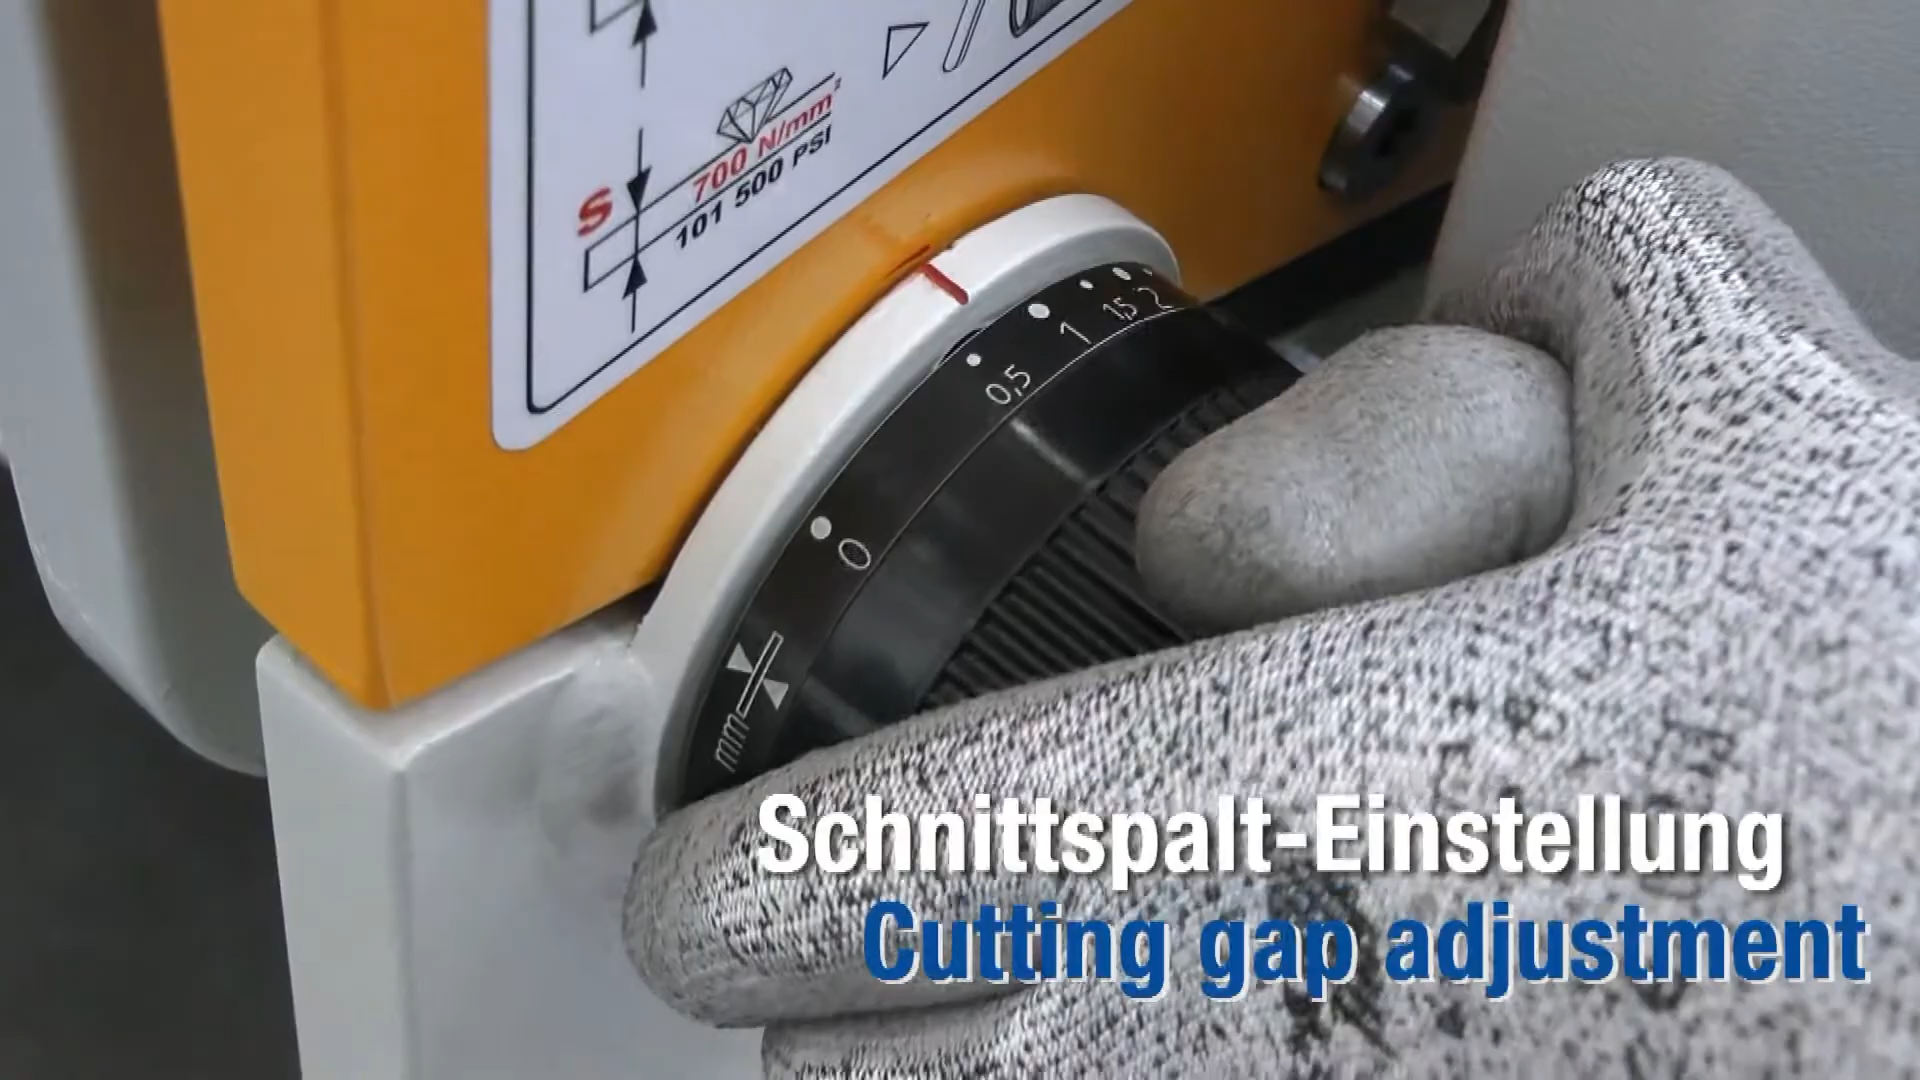 S
700 N/mm²
101 500 PSI
mm
0
0,5
1
1,5
2
Schnittspalt-Einstellung
Cutting gap adjustment